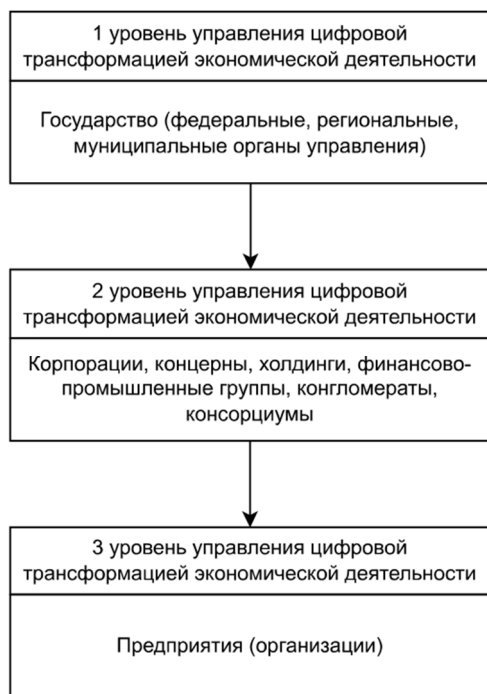 1 уровень управления цифровой
трансформацией экономической деятельности
Государство (федеральные, региональные,
муниципальные органы управления)
2 уровень управления цифровой
трансформацией экономической деятельности
Корпорации, концерны, холдинги, финансово-
промышленные группы, конгломераты,
консорциумы
3 уровень управления цифровой
трансформацией экономической деятельности
Предприятия (организации)